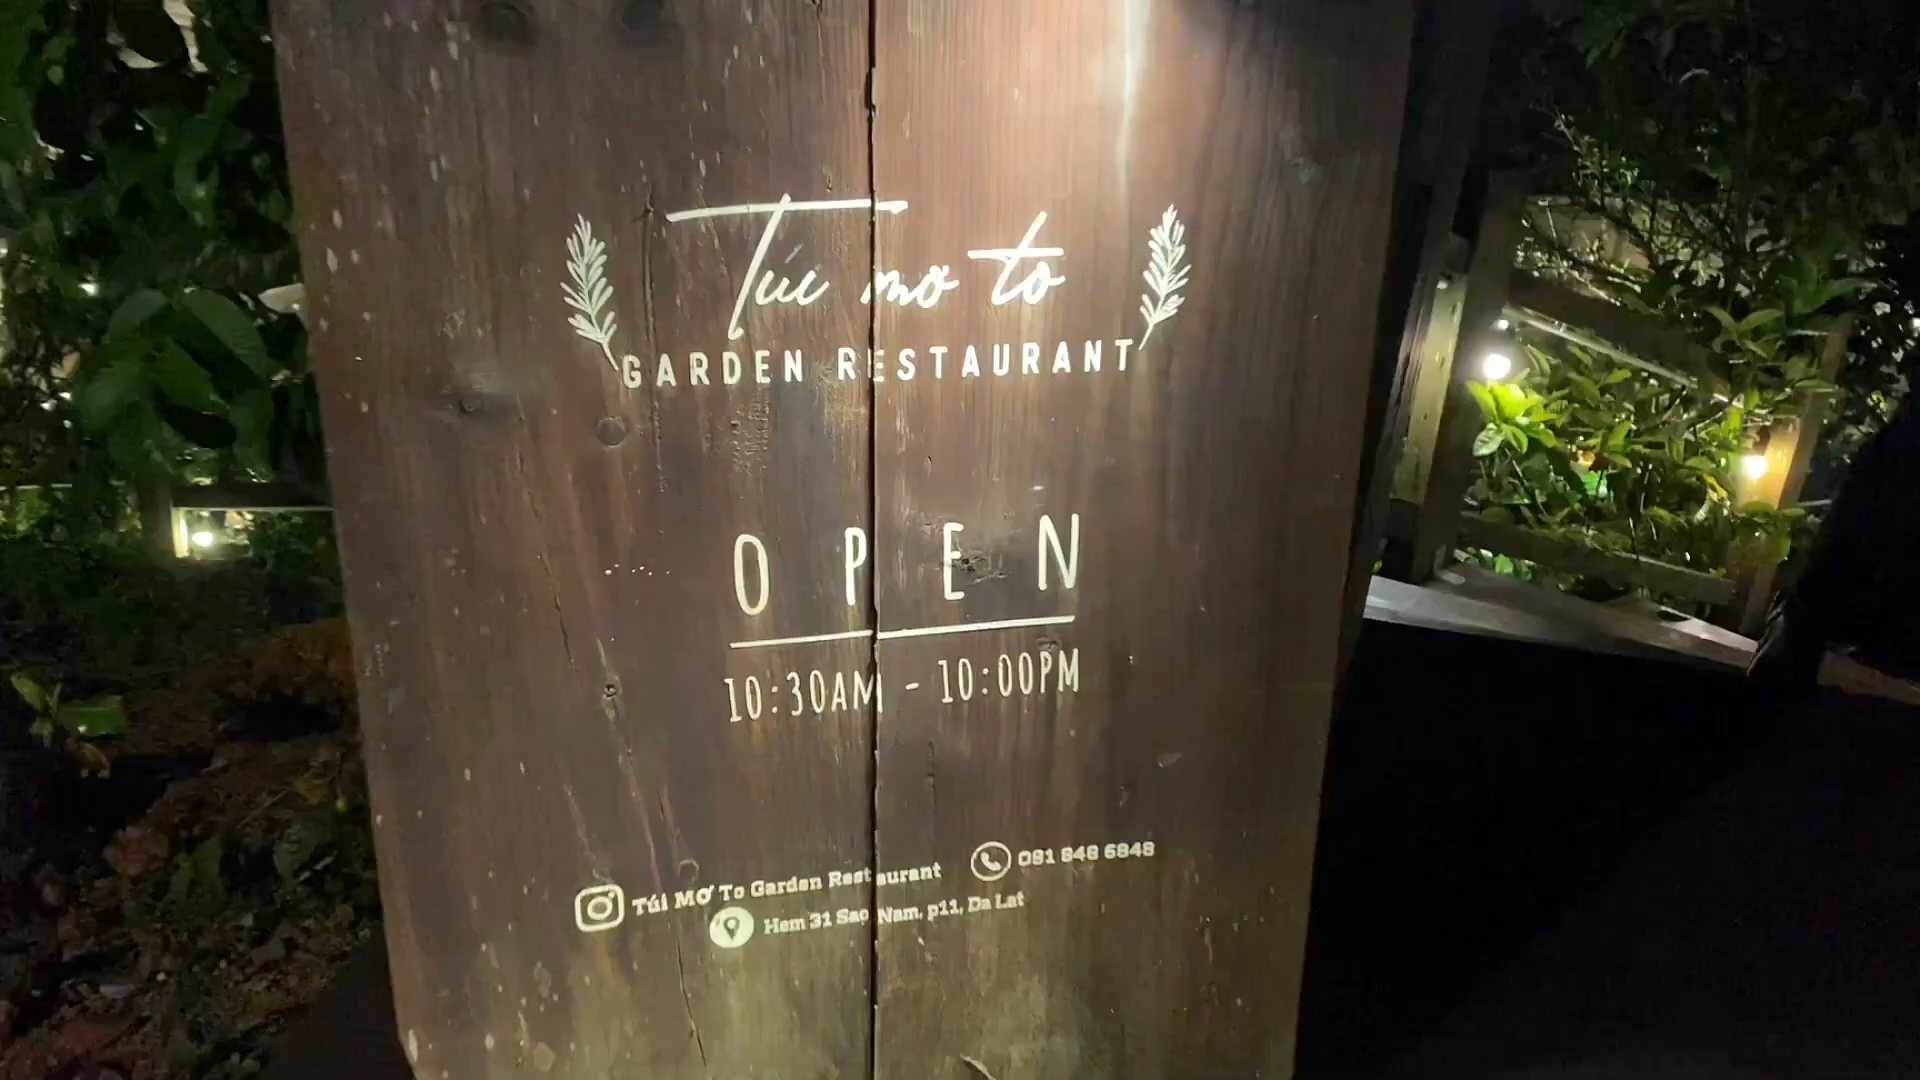 Túi mơ to
GARDEN RESTAURANT
OPEN
10:30AM - 10:00PM
Túi Mơ To Garden Restaurant
081 848 6848
Hem 31 Sao Nam, p11, Da Lat